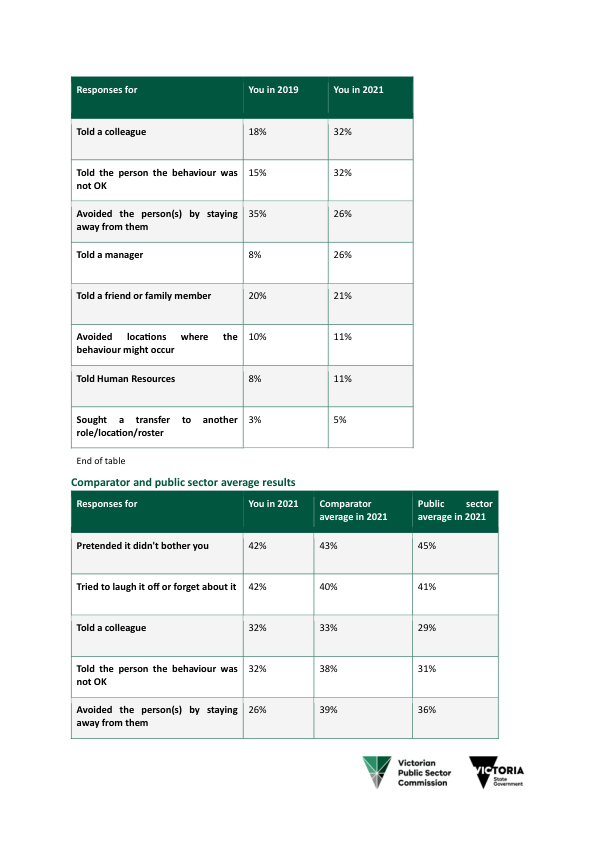 Responses for You in 2019 You in 2021
Told a colleague 18% 32%
Told the person the behaviour was 15% 32%
not OK
Avoided the person(s) by staying 35% 26%
away from them
Told a manager 8% 26%
Told a friend or family member 20% 21%
Avoided locations where the 10% 11%
behaviour might occur
Told Human Resources 8% 11%
Sought a transfer to another 3% 5%
role/location/roster
End of table
Comparator and public sector average results
Responses for You in 2021 Comparator Public sector
average in 2021 average in 2021
Pretended it didn't bother you 42% 43% 45%
Tried to laugh it off or forget about it 42% 40% 41%
Told a colleague 32% 33% 29%
Told the person the behaviour was 32% 38% 31%
not OK
Avoided the person(s) by staying 26% 39% 36%
away from them
Victorian
Public Sector
Commission
VICTORIA
State
Government